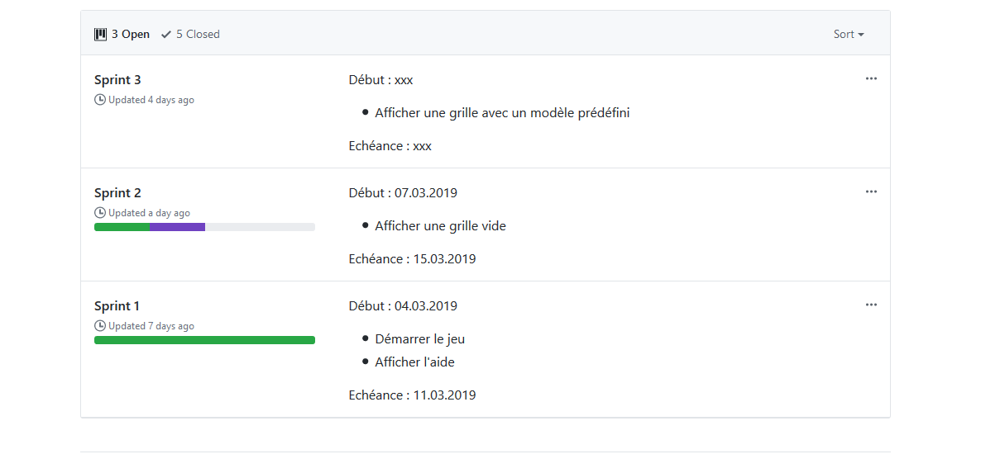 3 Open 5 Closed Sort
Sprint 3
Updated 4 days ago
Début : xxx
Afficher une grille avec un modèle prédéfini
Echéance : xxx
Sprint 2
Updated a day ago
Début : 07.03.2019
Afficher une grille vide
Echéance : 15.03.2019
Sprint 1
Updated 7 days ago
Début : 04.03.2019
Démarrer le jeu
Afficher l'aide
Echéance : 11.03.2019